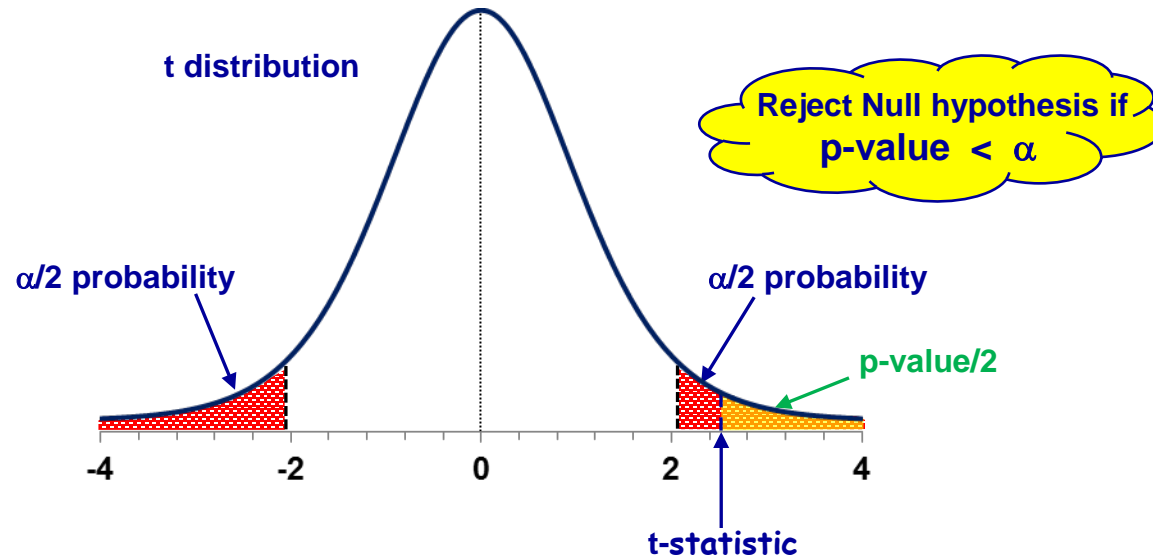 t distribution
Reject Null hypothesis if
p-value < α
α/2 probability
α/2 probability
p-value/2
-4
-2
0
2
4
t-statistic